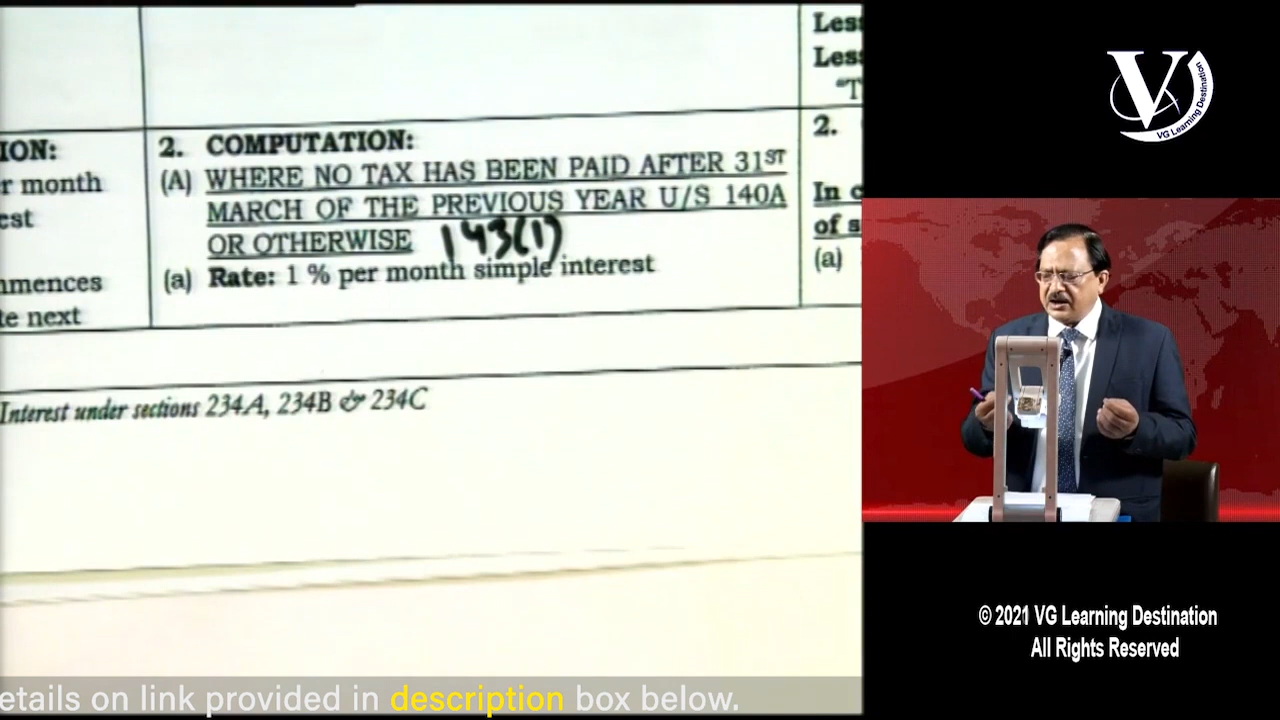 Less
Less
"T
ION:
r month
est
mmences
te next
2. COMPUTATION:
(A) WHERE NO TAX HAS BEEN PAID AFTER 31ST
MARCH OF THE PREVIOUS YEAR U/S 140A
OR OTHERWISE 143(1)
(a) Rate: 1 % per month simple interest
2.
In c
of s
(a)
Interest under sections 234A, 234B & 234C
V
VG Learning Destination
© 2021 VG Learning Destination
All Rights Reserved
etails on link provided in description box below.